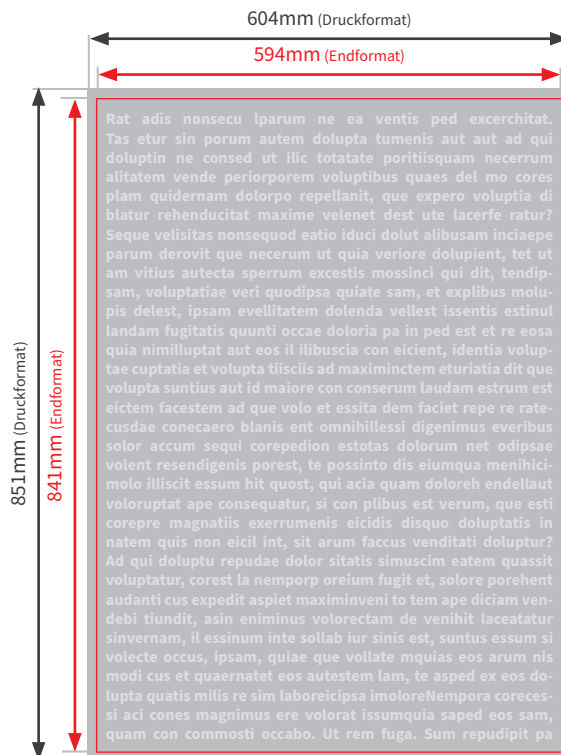 604mm (Druckformat)
594mm (Endformat)
851mm (Druckformat)
841mm (Endformat)
Rat adis nonsecu lparum ne ea ventis ped excerchitat.
Tas etur sin porum autem dolupta tumenis aut aut ad qui
doluptin ne consed ut ilic totatate poritiisquam necerrum
alitatem vende periorporem voluptibus quaes del mo cores
plam quidernam dolorpo repellanit, que expero voluptia di
blatur rehenducitat maxime velenet dest ute lacerfe ratur?
Seque velisitas nonsequod eatio iduci dolut alibusam inciaepe
parum derovit que necerum ut quia veriore dolupient, tet ut
am vitius autecta sperrum excestis mossinci qui dit, tendip-
sam, voluptatiae veri quodipsa quiate sam, et explibus molu-
pis delest, ipsam evellitatem dolenda vellest issentis estinul
landam fugitatis quunti occae doloria pa in ped est et re eosa
quia nimilluptat aut eos il ilibuscia con eicient, identia volup-
tae cuptatia et volupta tiisciis ad maximinctem eturiatia dit que
volupta suntius aut id maiore con conserum laudam estrum est
eictem facestem ad que volo et essita dem faciet repe re rate-
cusdae conecaero blanis ent omnihillessi digenimus everibus
solor accum sequi corepedion estotas dolorum net odipsae
volent resendigenis porest, te possinto dis eiumqua menihici-
molo illiscit essum hit quost, qui acia quam doloreh endellaut
voloruptat ape consequatur, si con plibus est verum, que esti
corepre magnatiis exerrumenis eicidis disquo doluptatis in
natem quis non eicil int, sit arum faccus venditati doluptur?
Ad qui doluptu repudae dolor sitatis simuscim eatem quassit
voluptatur, corest la nemporp oreium fugit et, solore porehent
audanti cus expedit aspiet maximinveni to tem ape diciam ven-
debi tiundit, asin eniminus volorectam de venihit laceatatur
sinvernam, il essinum inte sollab iur sinis est, suntus essum si
volecte occus, ipsam, quiae que vollate mquias eos arum nis
modi cus et quaernatet eos autestem lam, te asped ex eos do-
lupta quatis milis re sim laboreicipsa imoloreNempora coreces-
si aci cones magnimus ere volorat issumquia saped eos sam,
quam con commosti occabo. Ut rem fuga. Sum repudipit pa